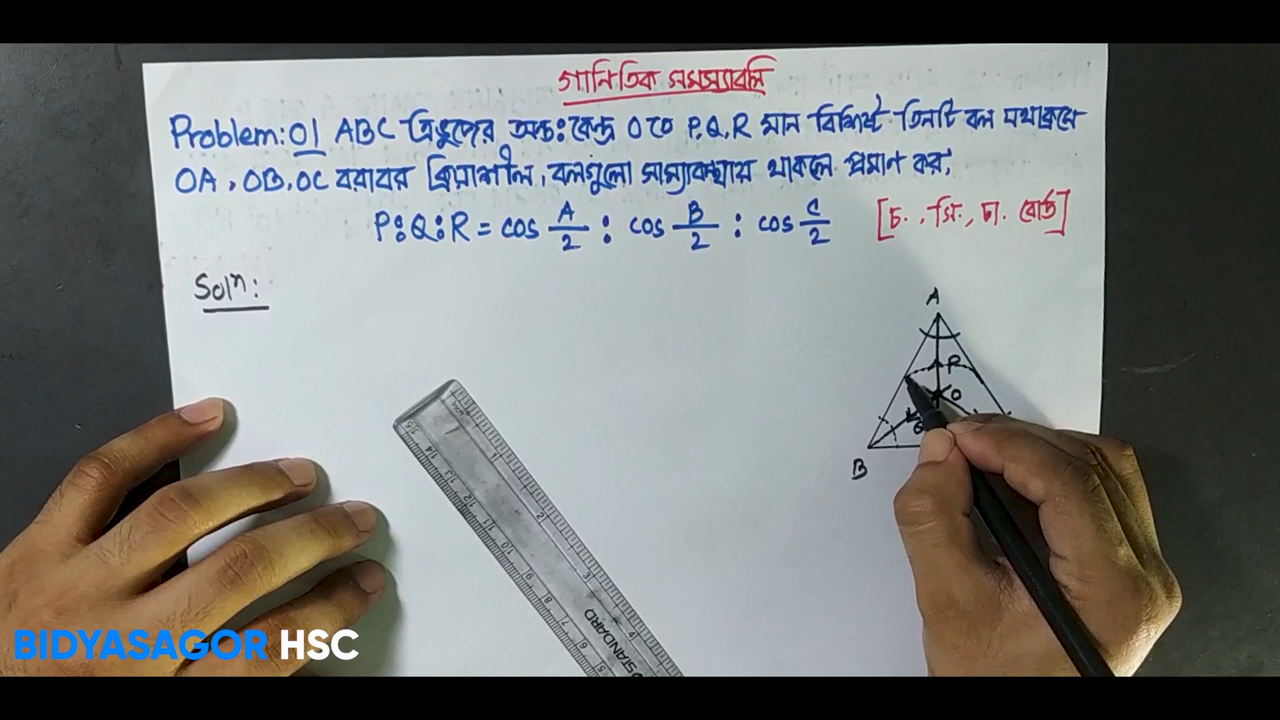 গানিতিক সমস্যাবলি
Problem: 01 ABC ত্রিভুজের অন্তঃকেন্দ্র O তে P, Q, R মান বিশিষ্ট তিনটি বল যথাক্রমে
OA, OB, OC বরাবর ক্রিয়াশীল, বলগুলো সাম্যাবস্থায় থাকলে প্রমাণ কর,
P:Q:R = cos A/2 : cos B/2 : cos C/2 [চ., সি., ঢা. বোর্ড]
Solⁿ:
A
P
O
Q
B
STANDARD
BIDYASAGOR HSC